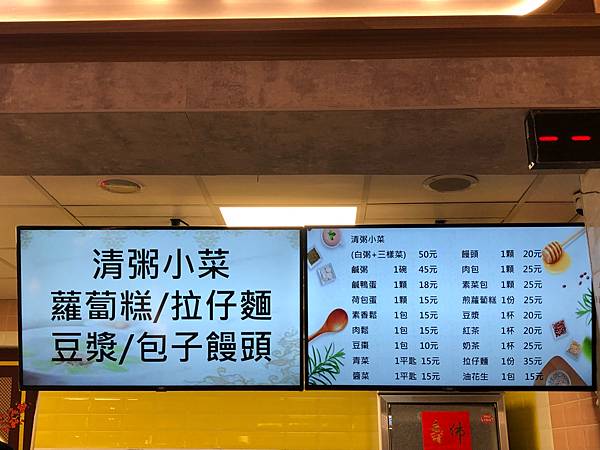 清粥小菜
蘿蔔糕/拉仔麵
豆漿/包子饅頭
清粥小菜
(白粥+三樣菜) 50元
鹹粥 1碗 45元
鹹鴨蛋 1顆 18元
荷包蛋 1顆 15元
素香鬆 1包 15元
肉鬆 1包 15元
豆棗 1包 10元
青菜 1平匙 15元
醬菜 1平匙 15元
饅頭 1顆 20元
肉包 1顆 25元
素菜包 1顆 25元
煎蘿蔔糕 1份 25元
豆漿 1杯 20元
紅茶 1杯 20元
奶茶 1杯 25元
拉仔麵 1份 35元
油花生 1包 15元
佛